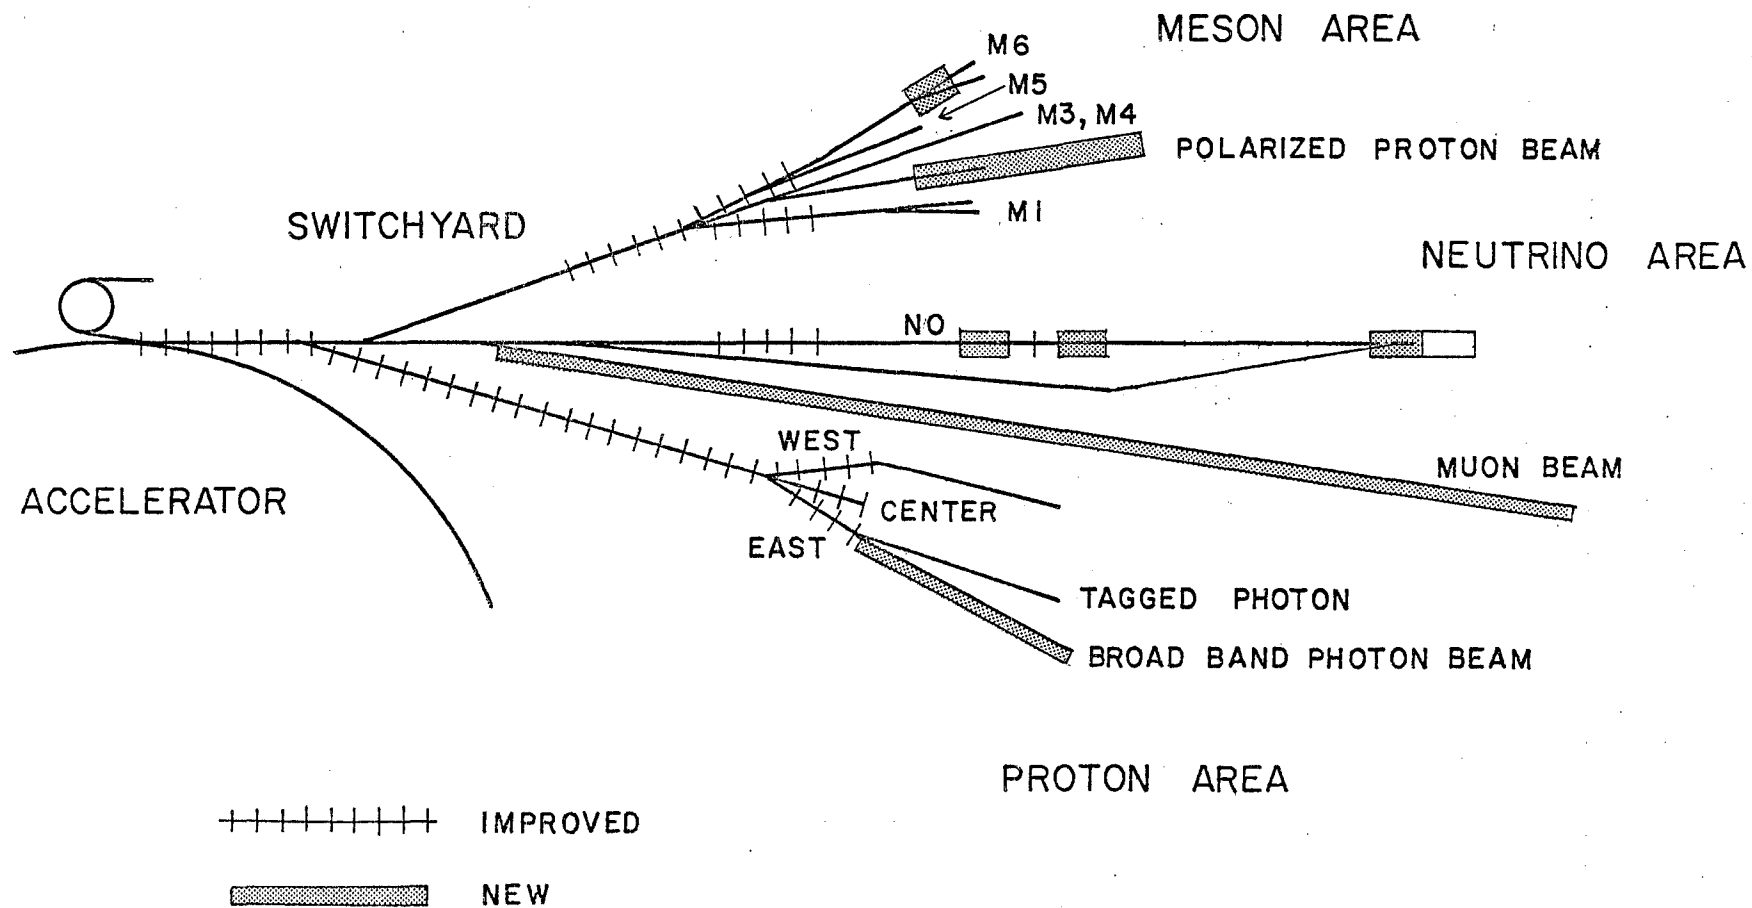 MESON AREA
M6
M5
M3, M4
POLARIZED PROTON BEAM
M1
SWITCHYARD
NEUTRINO AREA
NO
WEST
MUON BEAM
ACCELERATOR
CENTER
EAST
TAGGED PHOTON
BROAD BAND PHOTON BEAM
PROTON AREA
IMPROVED
NEW